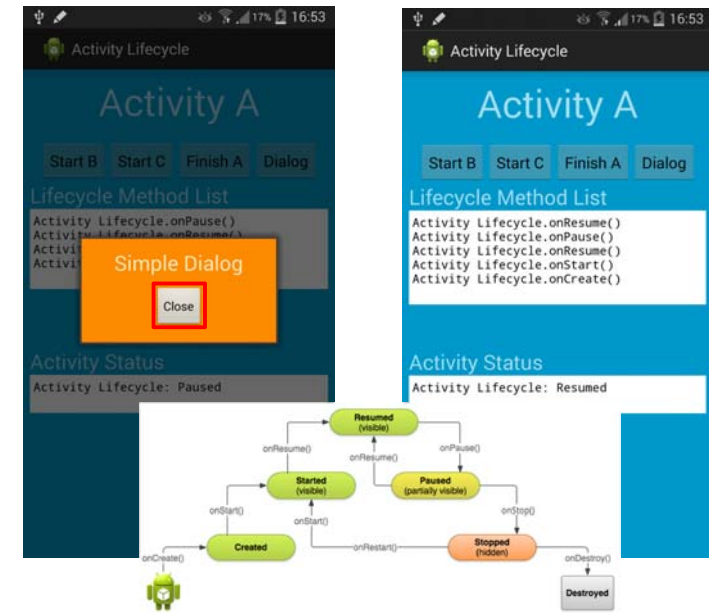 17% 16:53
Activity Lifecycle
Activity A
Start B Start C Finish A Dialog
Lifecycle Method List
Activity Lifecycle.onPause()
Activity Lifecycle.onResume()
Activi
Activi
Simple Dialog
Close
Activity Status
Activity Lifecycle: Paused
17% 16:53
Activity Lifecycle
Activity A
Start B Start C Finish A Dialog
Lifecycle Method List
Activity Lifecycle.onResume()
Activity Lifecycle.onPause()
Activity Lifecycle.onResume()
Activity Lifecycle.onStart()
Activity Lifecycle.onCreate()
Activity Status
Activity Lifecycle: Resumed
Resumed
(visible)
onResume()
onResume()
onPause()
Started
(visible)
Paused
(partially visible)
onStart()
onStart()
onStop()
onCreate()
Created
onRestart()
Stopped
(hidden)
onDestroy()
Destroyed